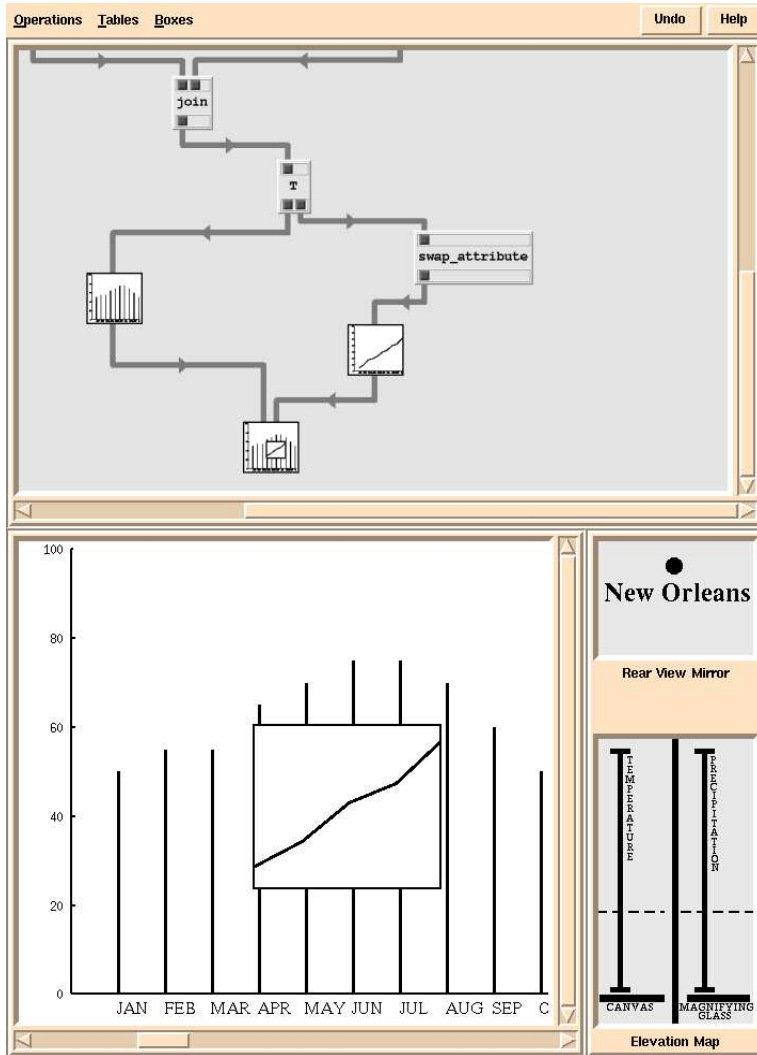 Operations Tables Boxes Undo Help
join
T
swap_attribute
100
80
60
40
20
0
JAN FEB MAR APR MAY JUN JUL AUG SEP O
New Orleans
Rear View Mirror
TEMPERATURE
PRECIPITATION
CANVAS
MAGNIFYING
GLASS
Elevation Map